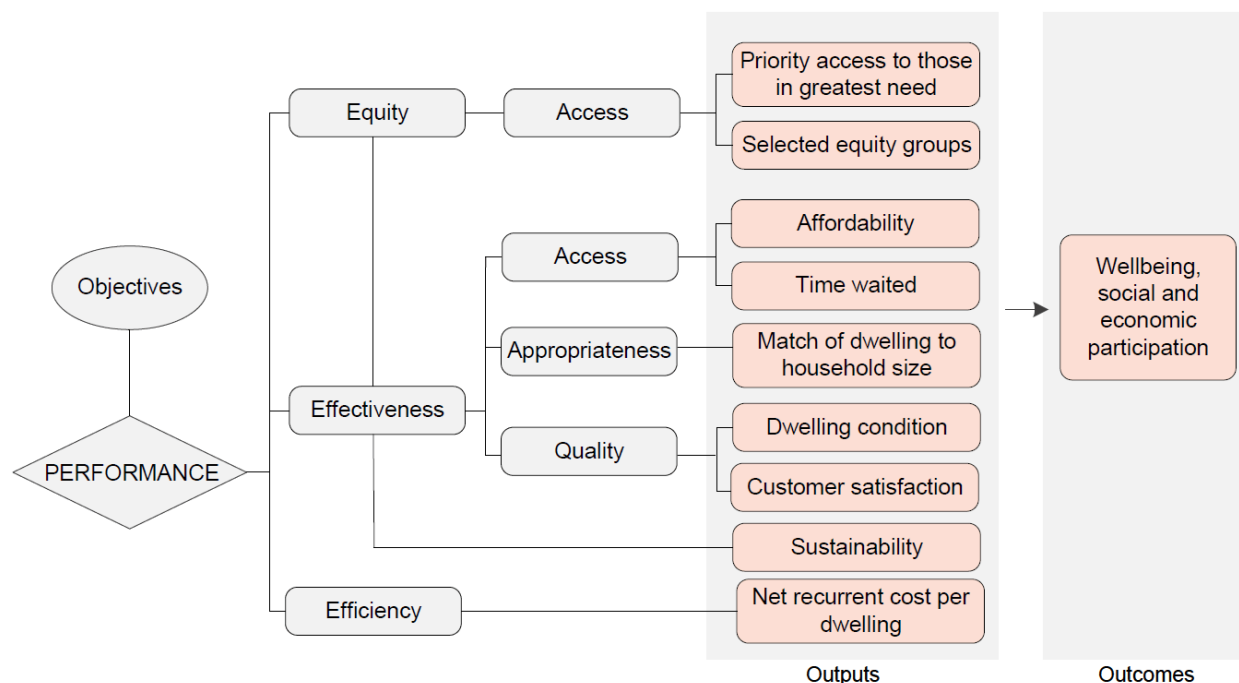 Objectives
PERFORMANCE
Equity
Access
Priority access to those
in greatest need
Selected equity groups
Effectiveness
Access
Affordability
Time waited
Appropriateness
Match of dwelling to
household size
Quality
Dwelling condition
Customer satisfaction
Sustainability
Efficiency
Net recurrent cost per
dwelling
Wellbeing,
social and
economic
participation
Outputs
Outcomes